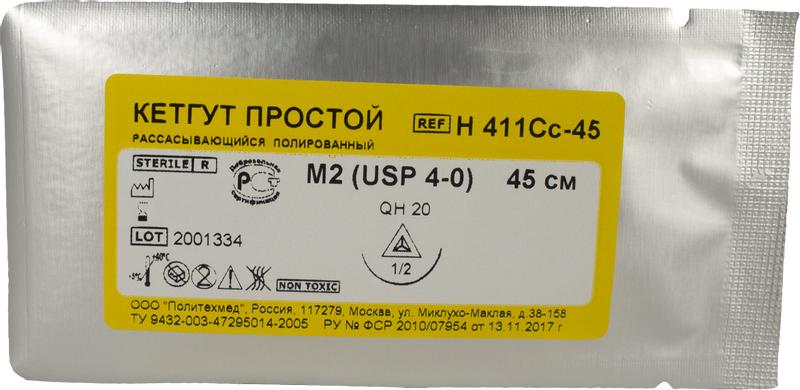 КЕТГУТ ПРОСТОЙ REF Н 411Сс-45
РАССАСЫВАЮЩИЙСЯ ПОЛИРОВАННЫЙ
STERILE R Добровольная сертификация М2 (USP 4-0) 45 см
QH 20
LOT 2001334
1/2
NON TOXIC
ООО "Политехмед", Россия, 117279, Москва, ул. Миклухо-Маклая, д.38-158
ТУ 9432-003-47295014-2005 РУ № ФСР 2010/07954 от 13.11.2017 г